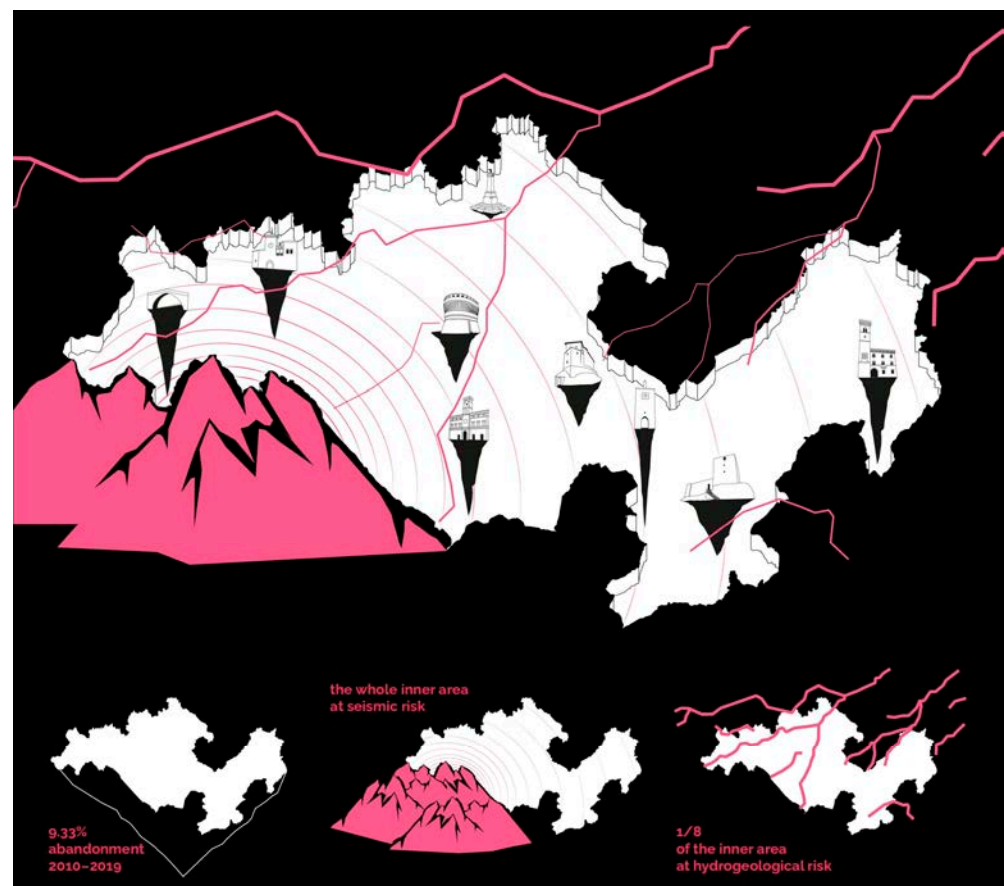 the whole inner area
at seismic risk
9.33%
abandonment
2010–2019
1/8
of the inner area
at hydrogeological risk